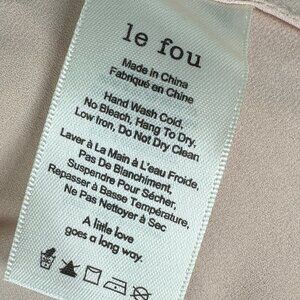 le fou
Made in China
Fabriqué en Chine
Hand Wash Cold,
No Bleach, Hang To Dry,
Low Iron, Do Not Dry Clean
Laver à La Main à L'eau Froide,
Pas De Blanchiment,
Suspendre Pour Sécher,
Repasser à Basse Température,
Ne Pas Nettoyer à Sec
A little love
goes a long way.